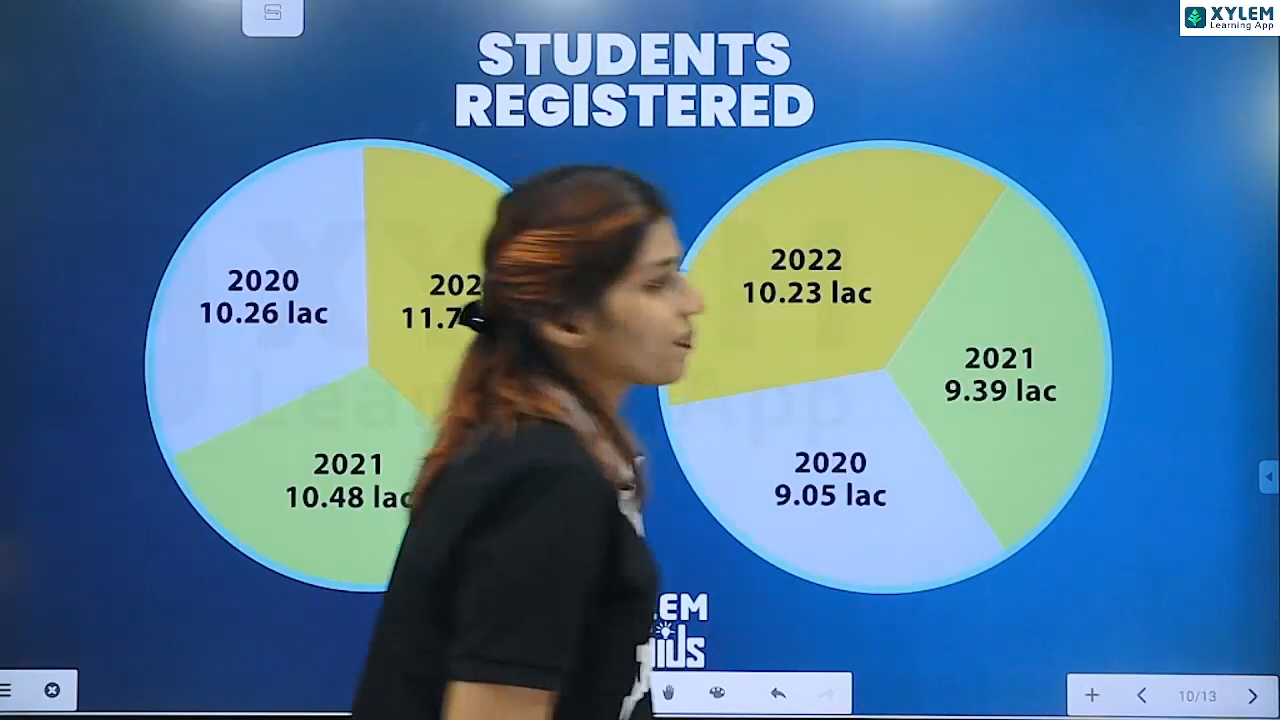 XYLEM
Learning App
STUDENTS
REGISTERED
2020
10.26 lac
2021
10.48 lac
2022
10.23 lac
2021
9.39 lac
2020
9.05 lac
10/13